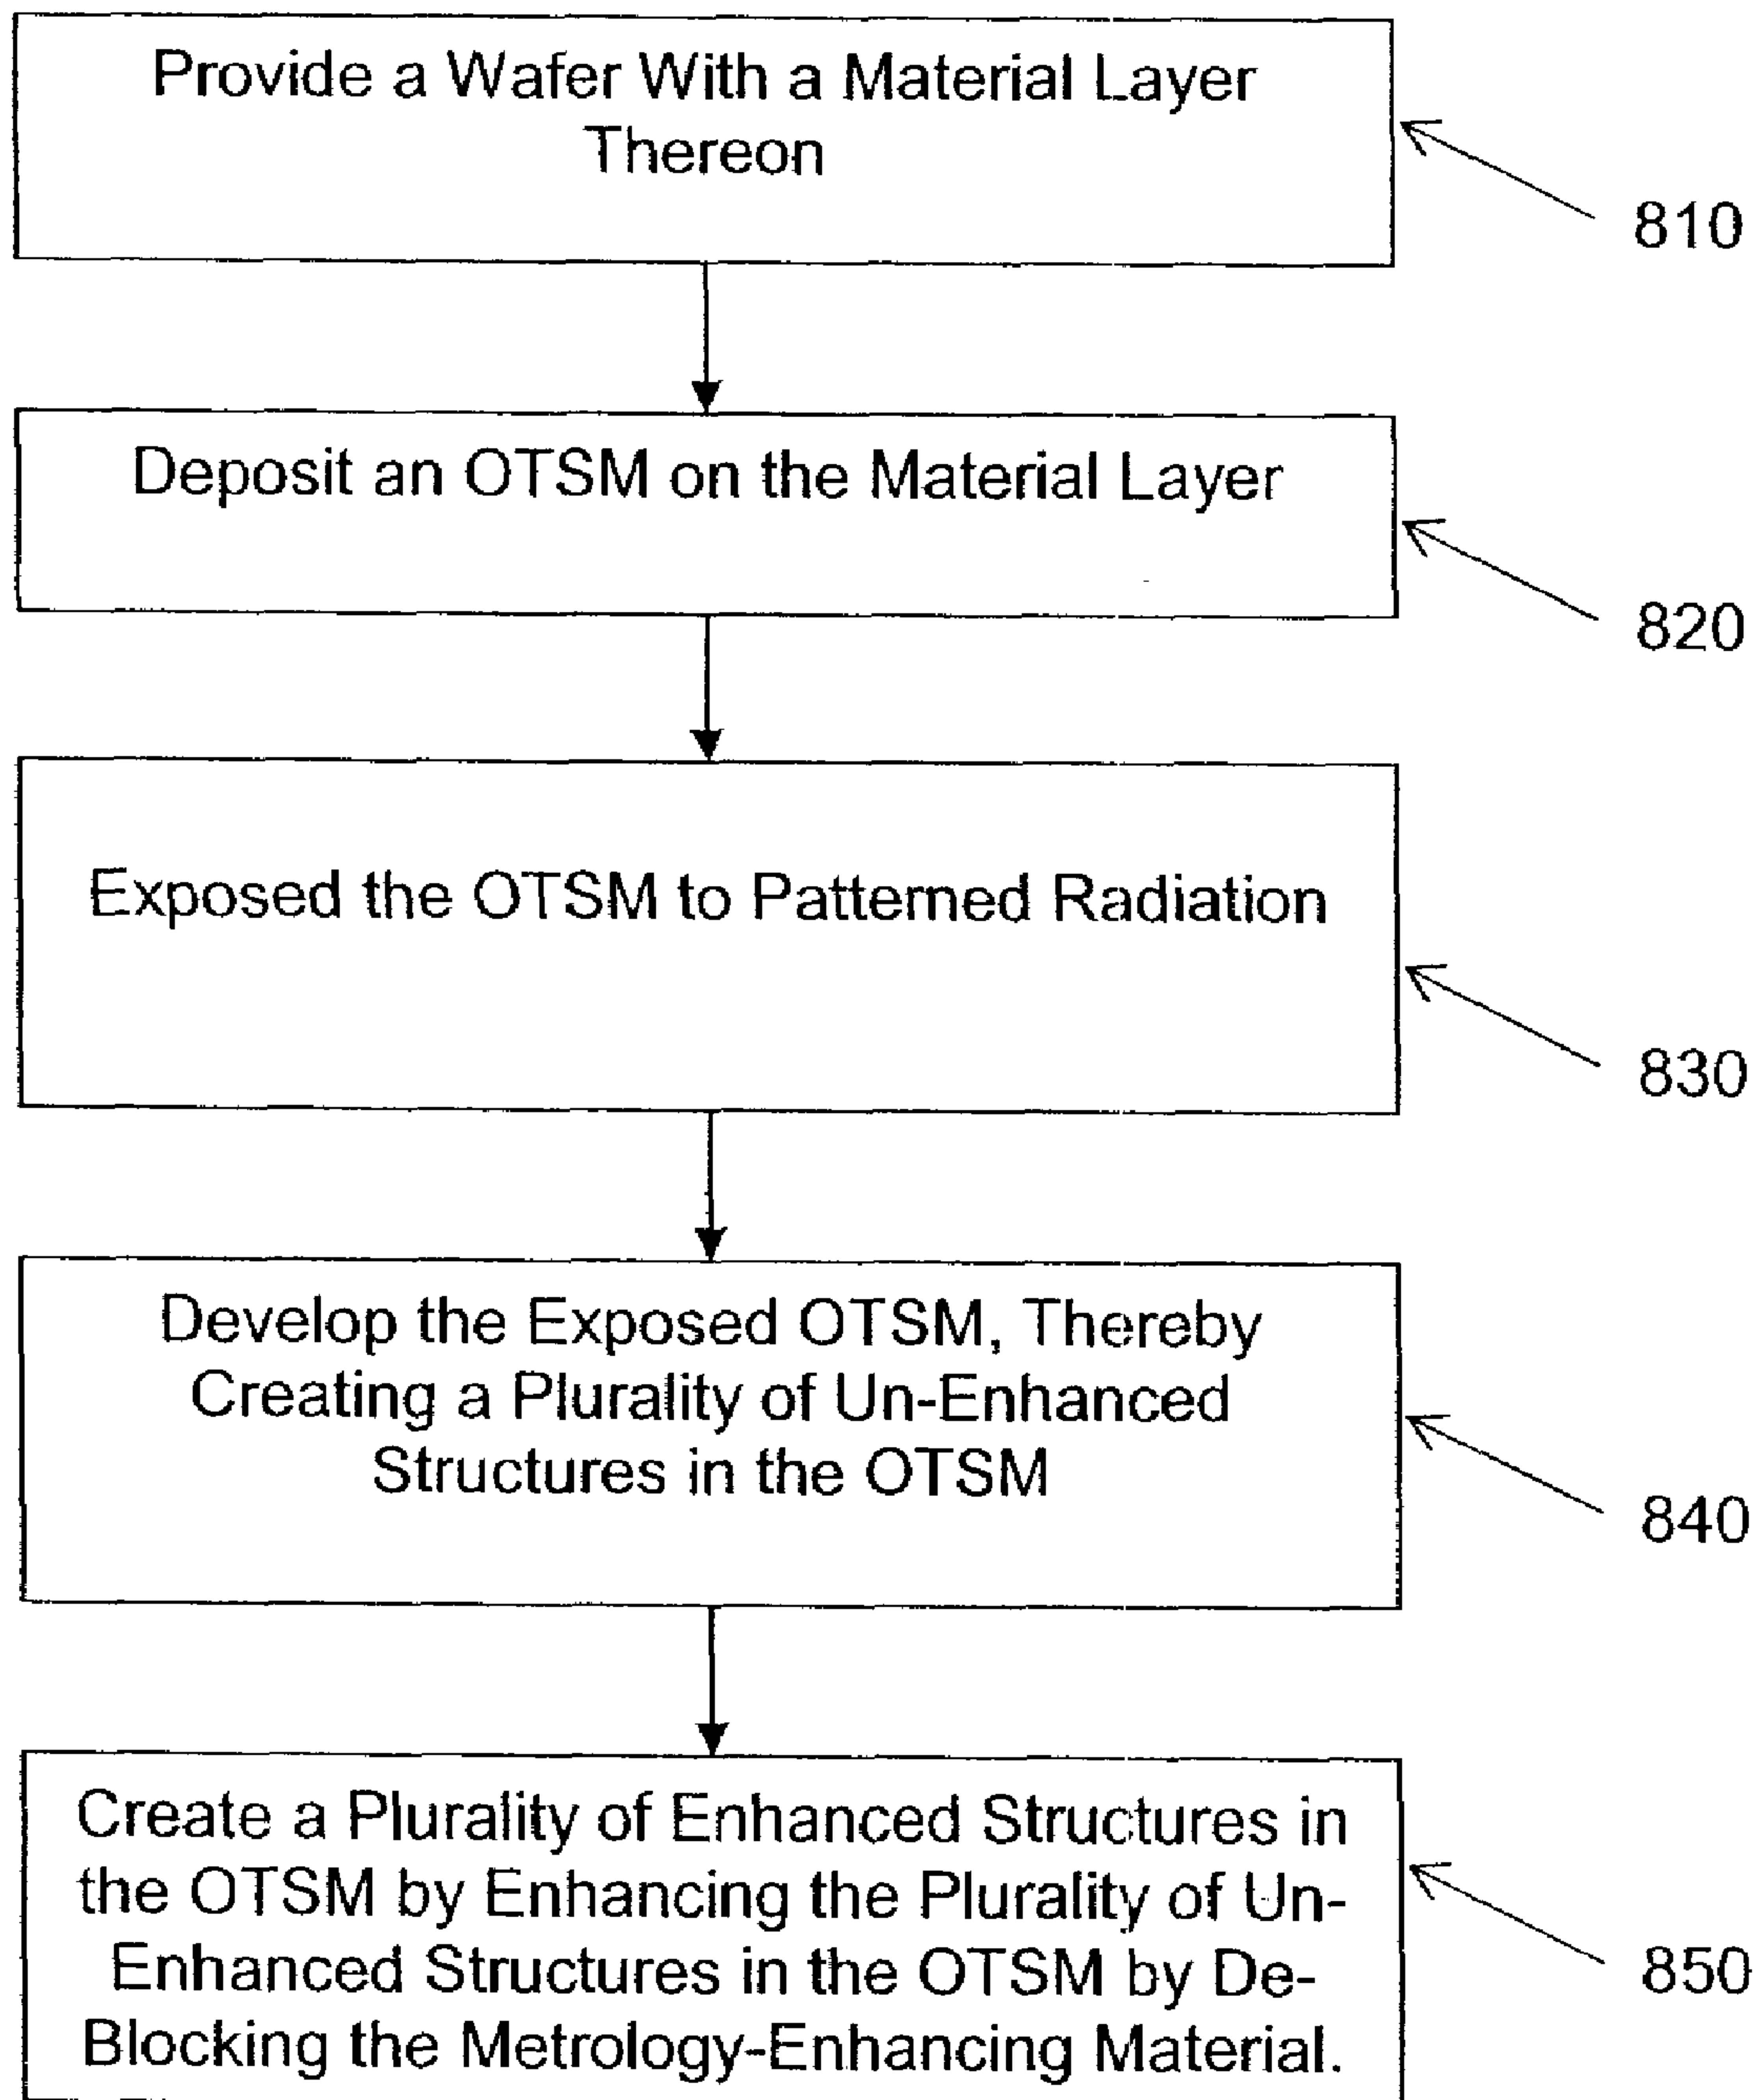 Provide a Wafer With a Material Layer
Thereon
810
Deposit an OTSM on the Material Layer
820
Exposed the OTSM to Patterned Radiation
830
Develop the Exposed OTSM, Thereby
Creating a Plurality of Un-Enhanced
Structures in the OTSM
840
Create a Plurality of Enhanced Structures in
the OTSM by Enhancing the Plurality of Un-
Enhanced Structures in the OTSM by De-
Blocking the Metrology-Enhancing Material.
850